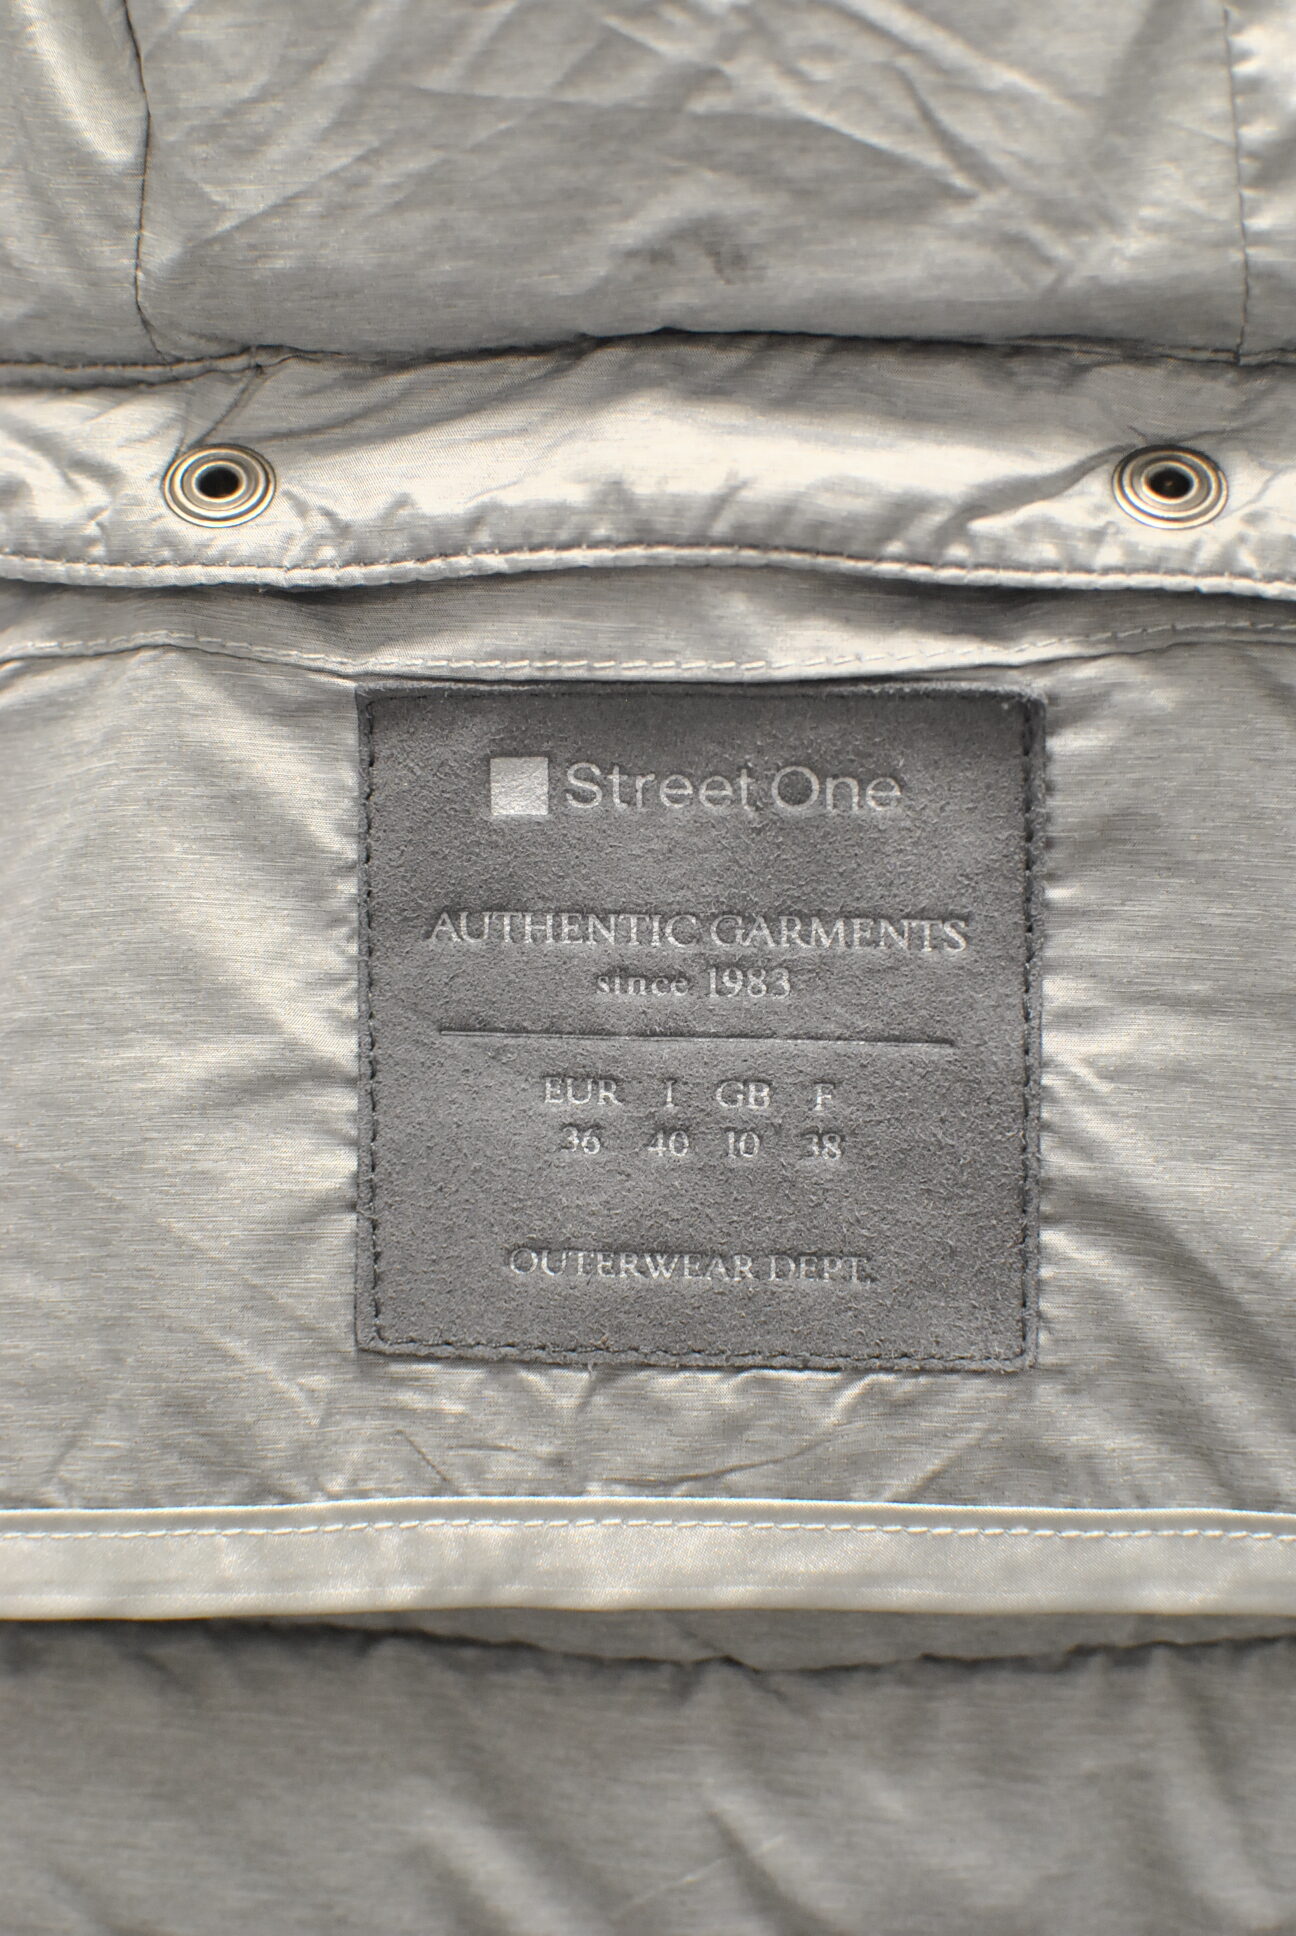 Street One
AUTHENTIC GARMENTS
since 1983
EUR I GB F
36 40 10 38
OUTERWEAR DEPT.